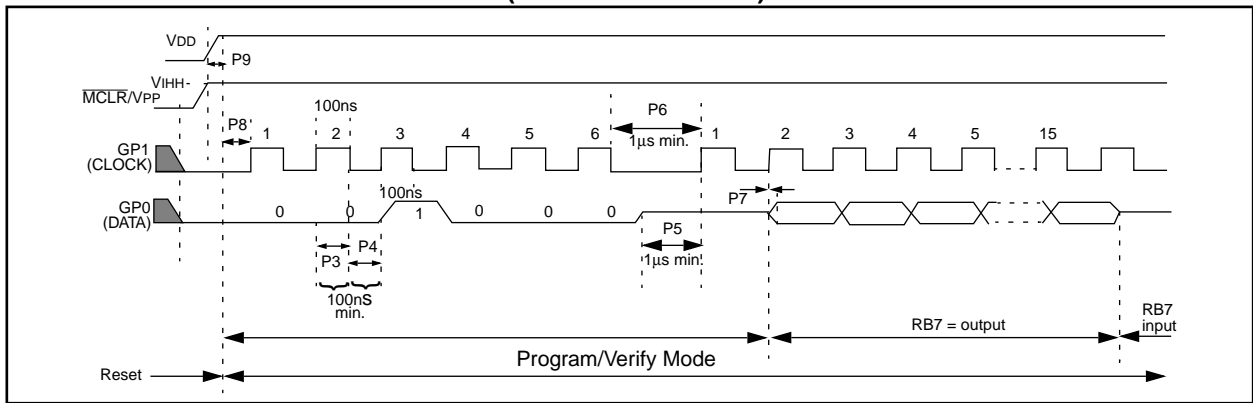 VDD
P9
VIHH-
MCLR/VPP
100ns
P6
P8
1 2 3 4 5 6 1μs min. 1 2 3 4 5 15
GP1
(CLOCK)
100ns
P7
GP0
(DATA)
0 0 1 0 0 0
P5
P3 P4
1μs min.
100ns
min.
RB7 = output
RB7
input
Program/Verify Mode
Reset